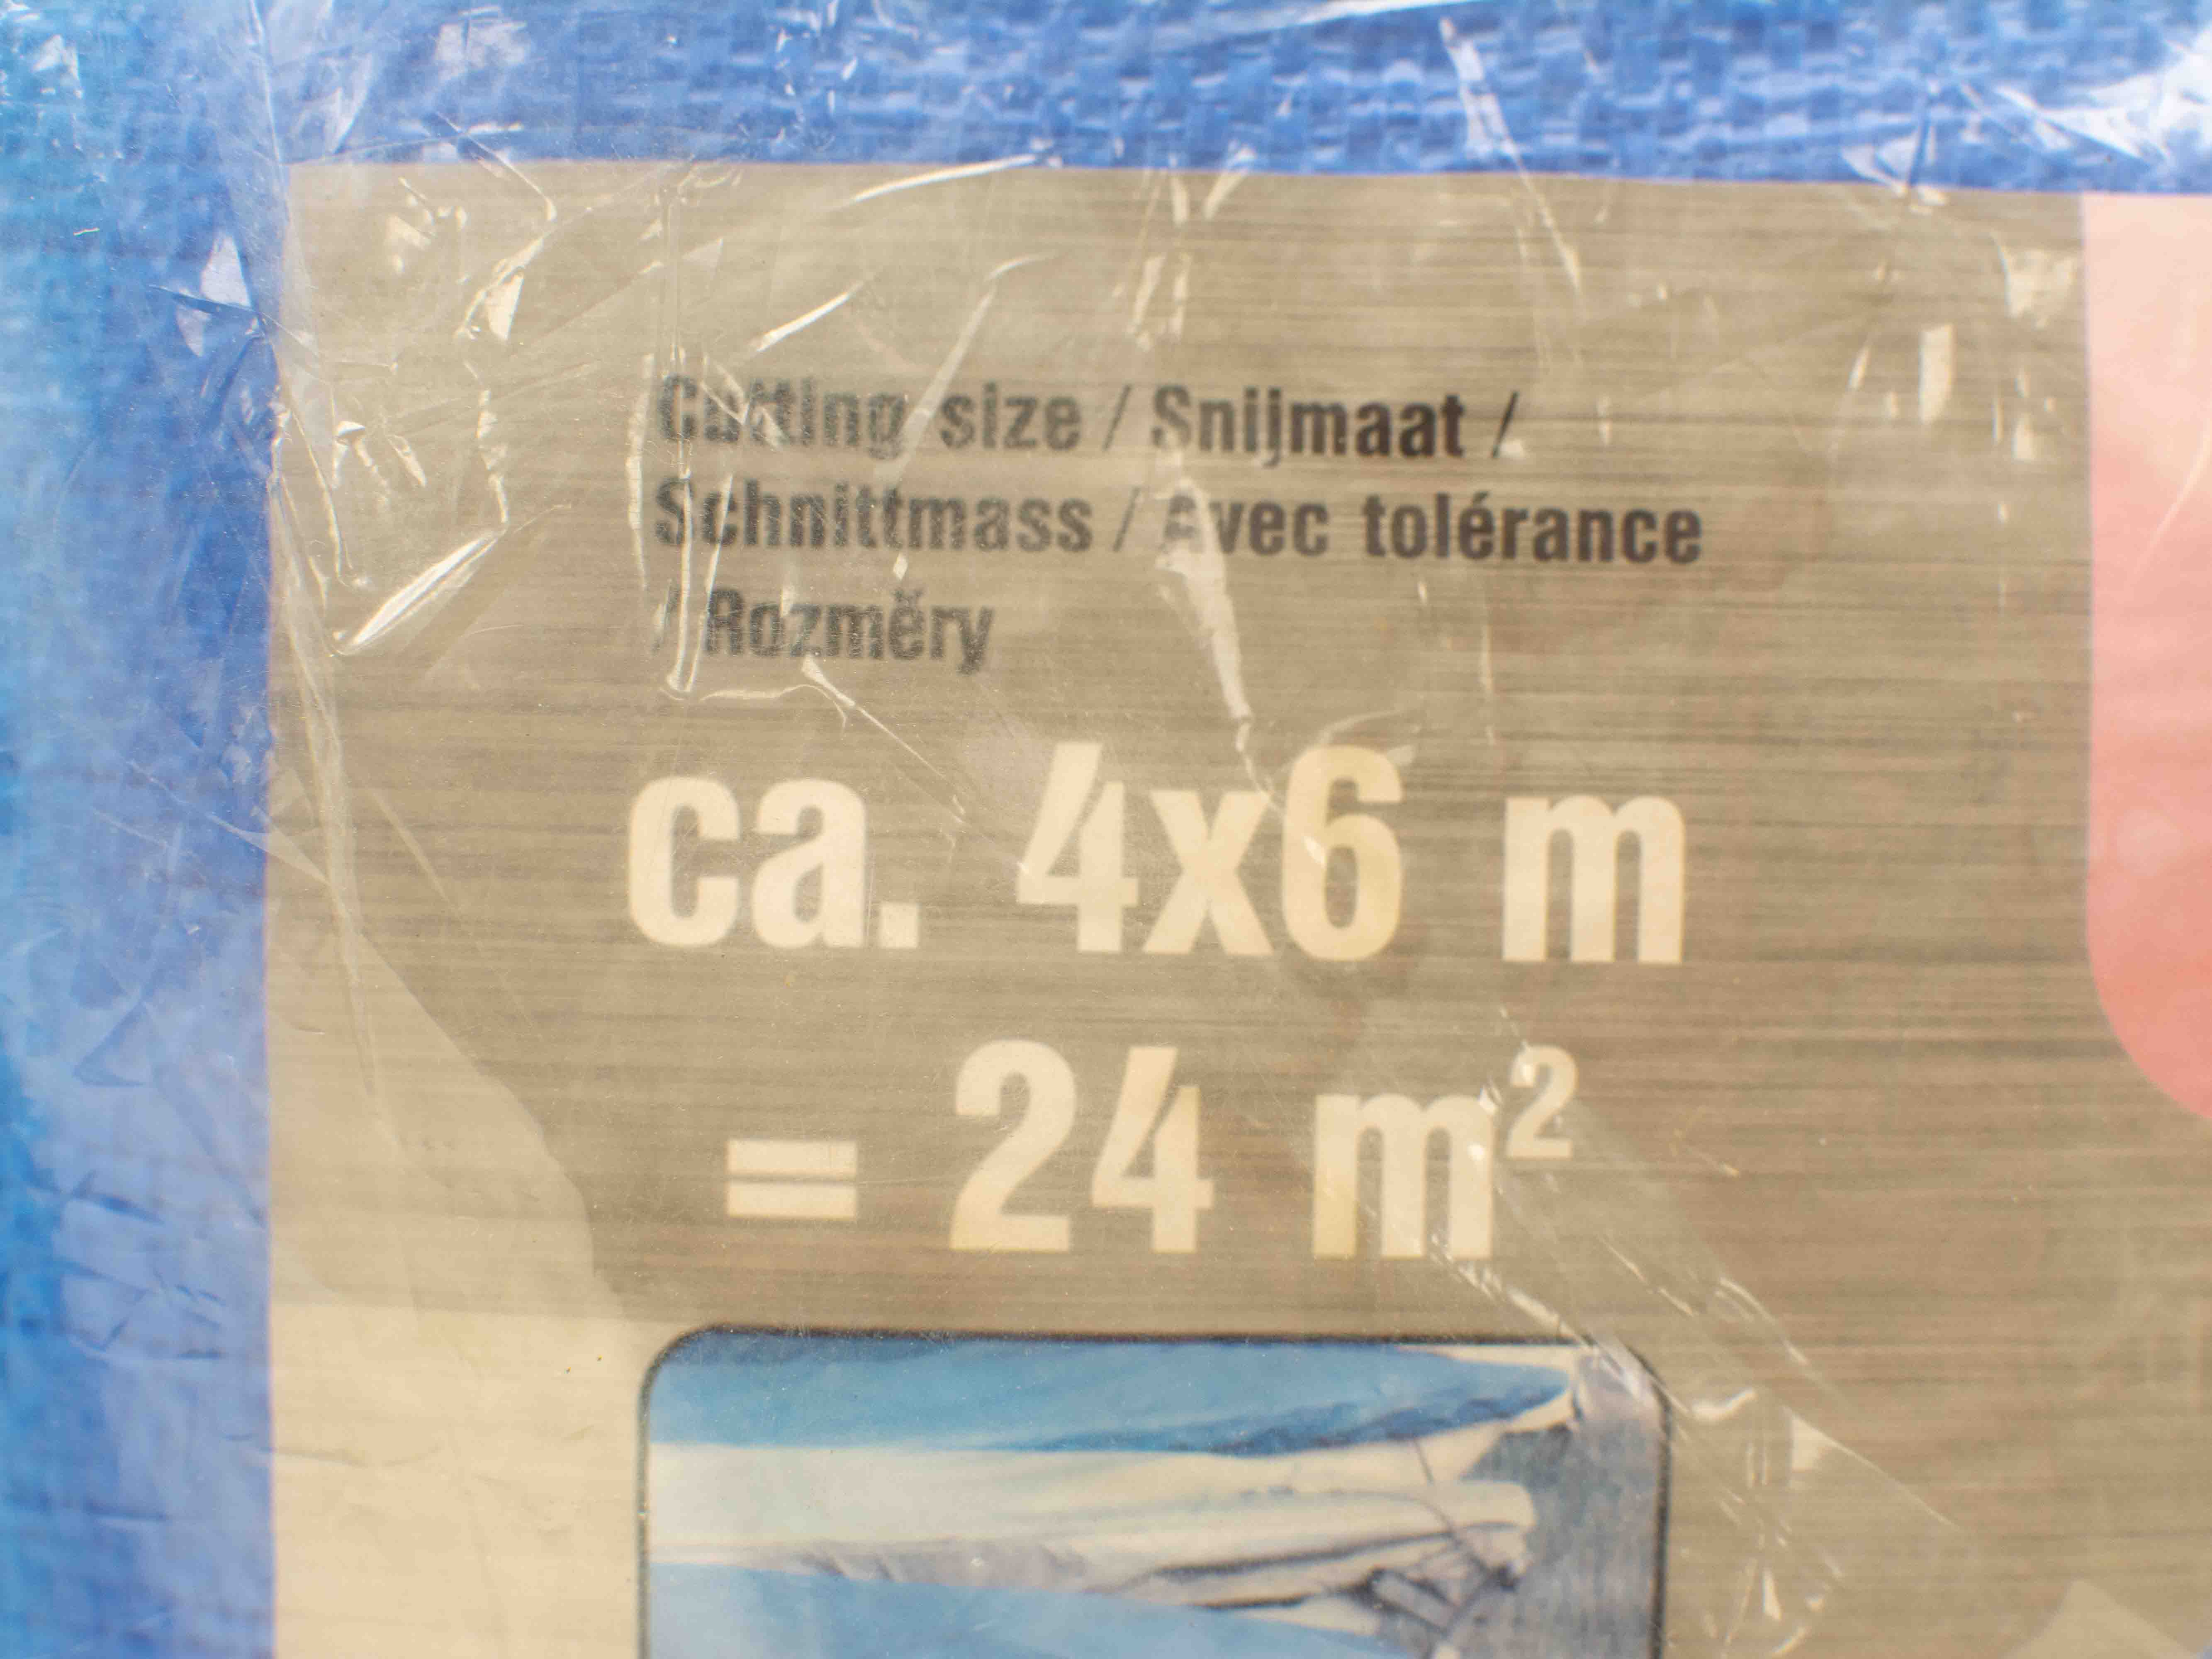 Cutting size / Snijmaat /
Schnittmass / Avec tolérance
/ Rozměry
ca. 4x6 m
= 24 m²